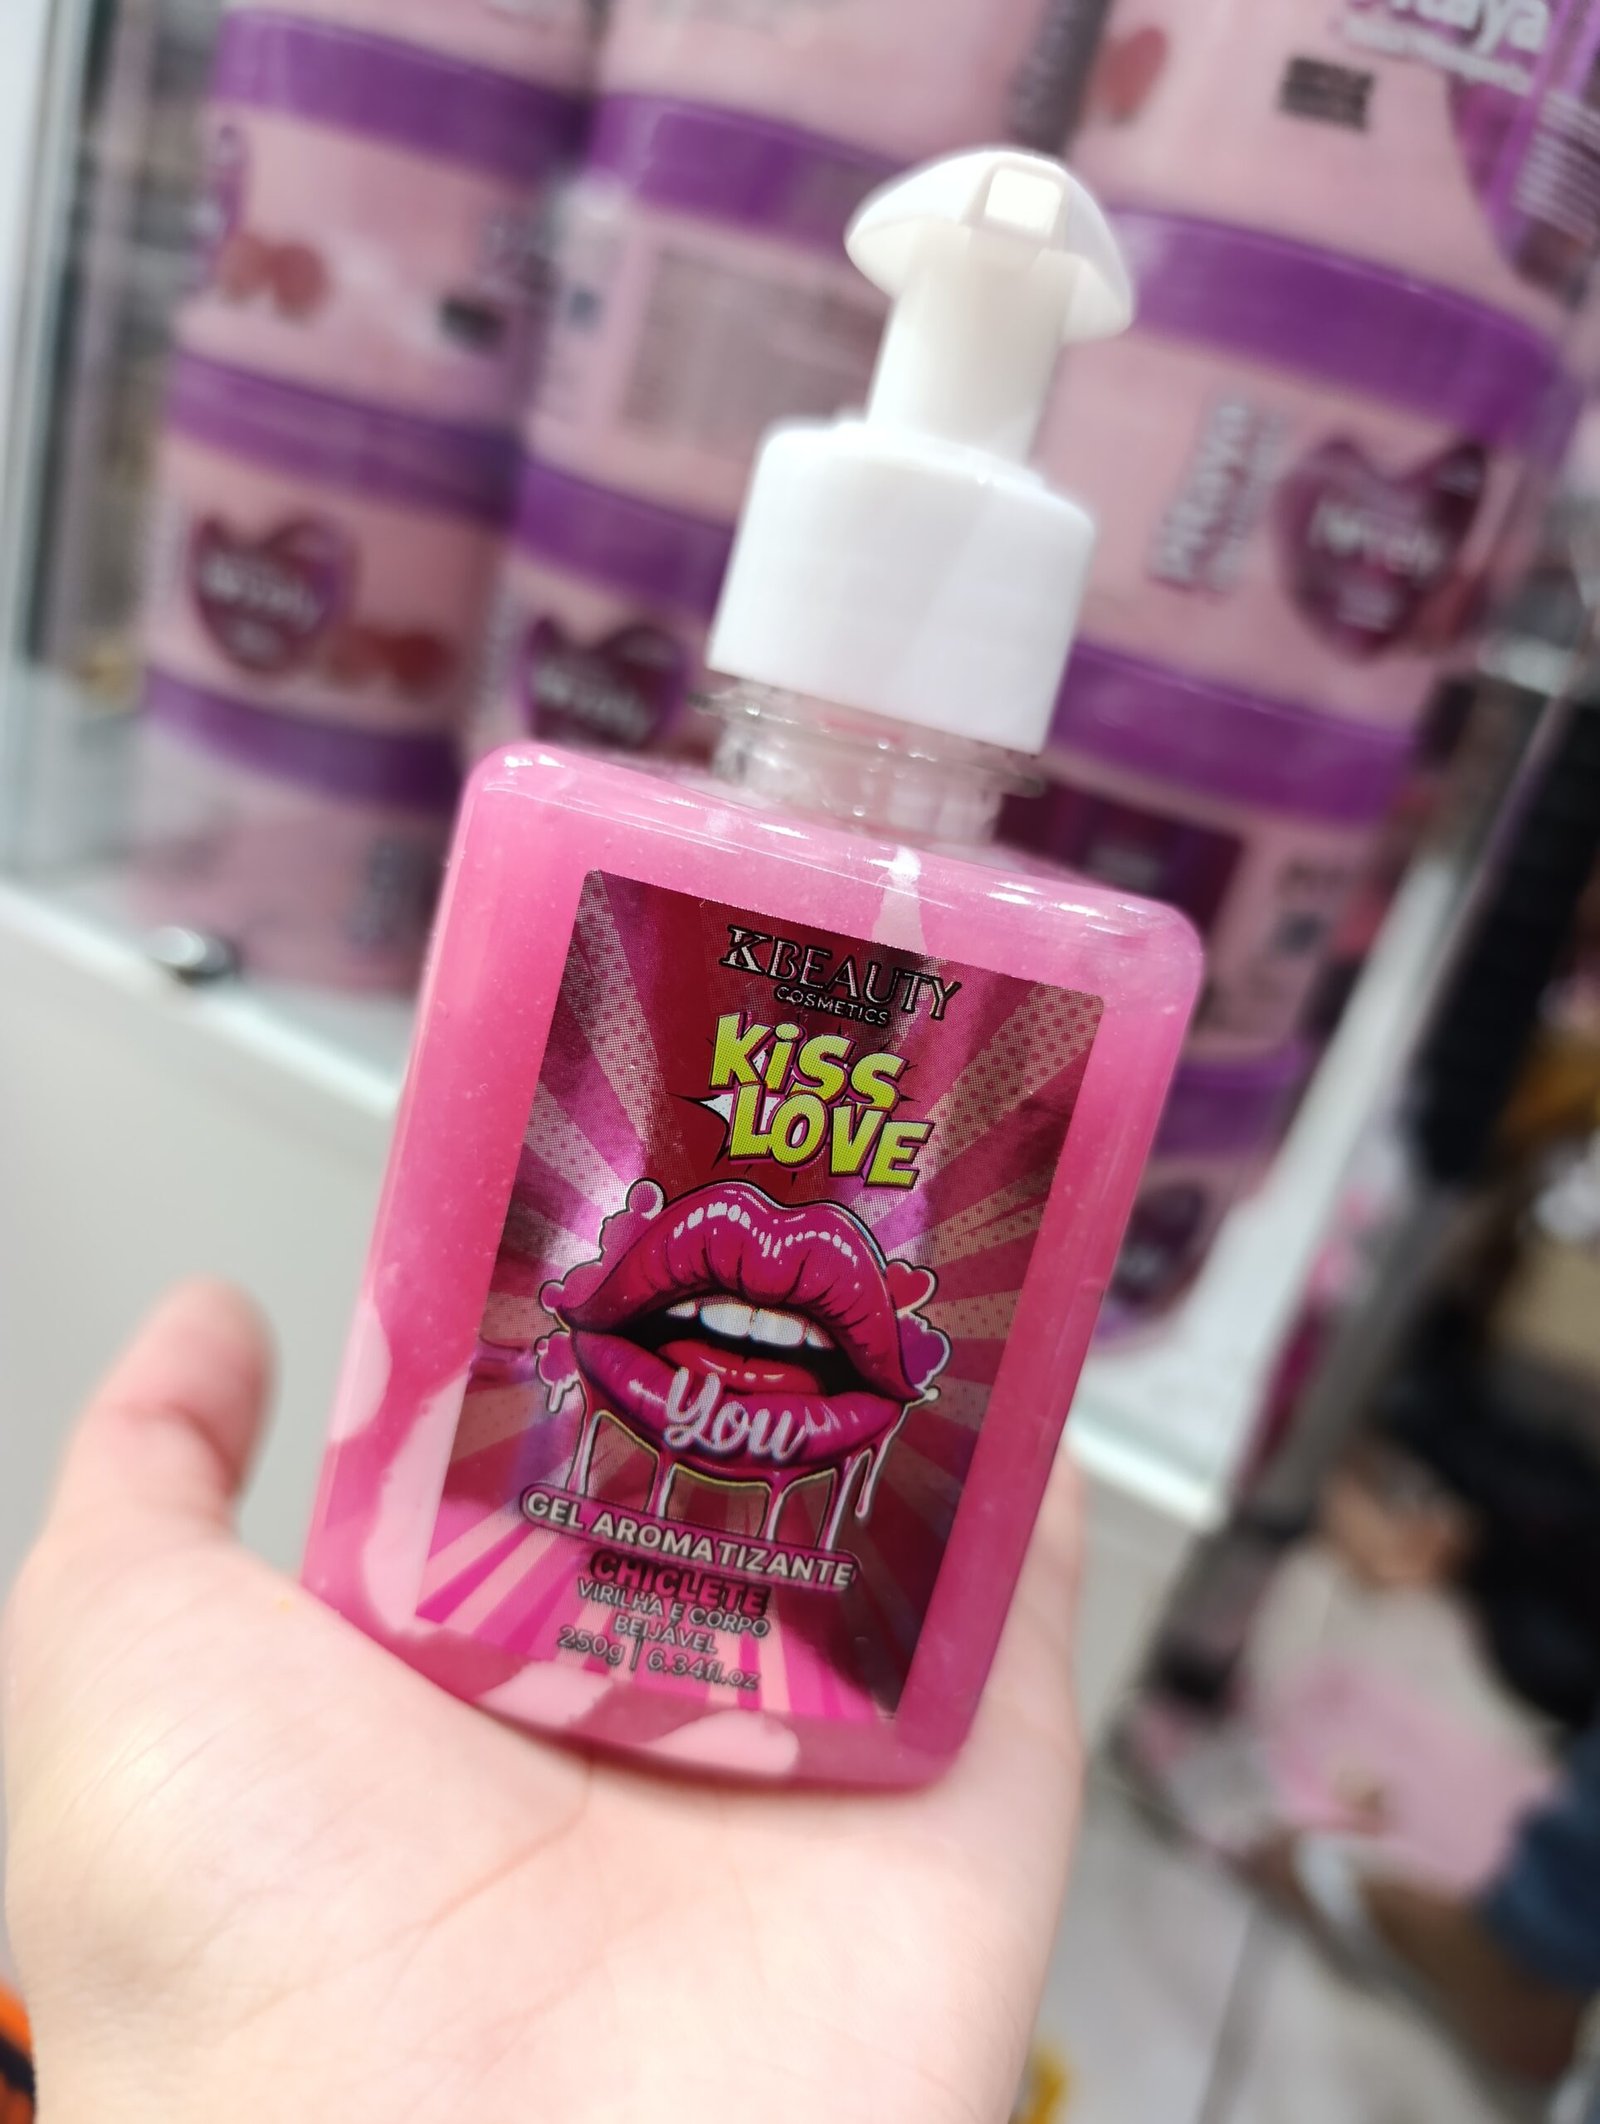 KBEAUTY
COSMETICS
KiSS
LOVE
You
GEL AROMATIZANTE
CHICLETE
VIRILHA E CORPO
BEIJÁVEL
250g | 6.34fl.oz